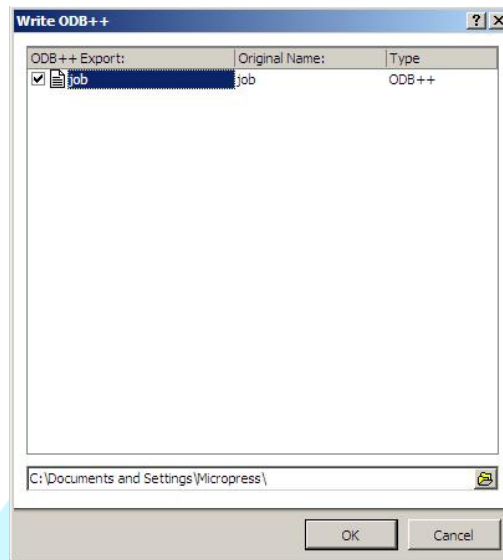 Write ODB++
ODB++ Export: Original Name: Type
job job ODB++
C:\Documents and Settings\Micropress\
OK Cancel